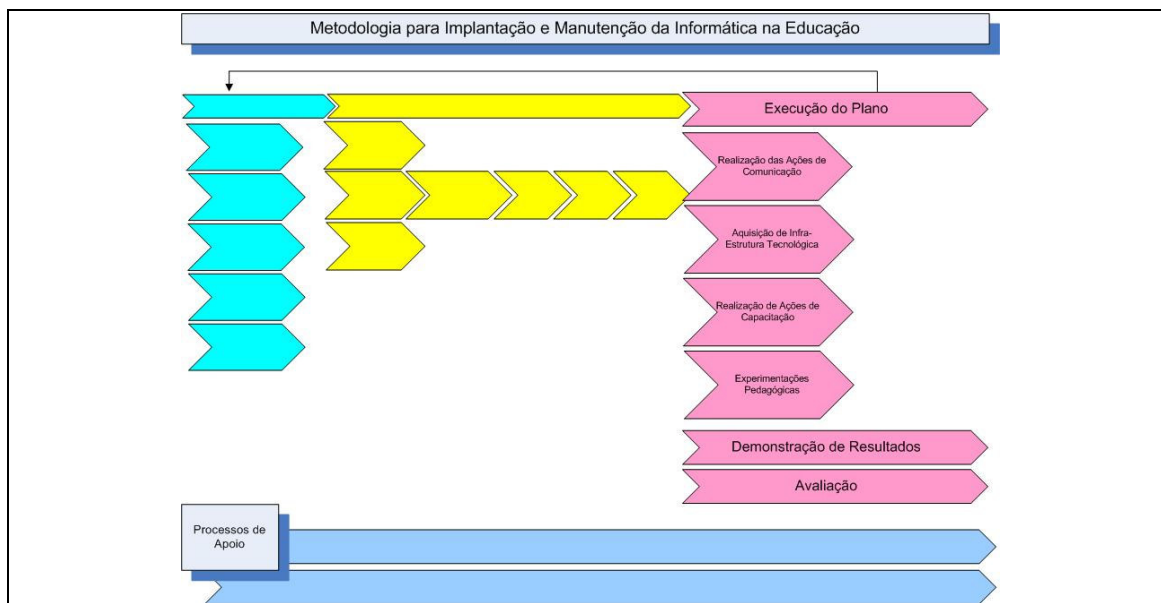 Metodologia para Implantação e Manutenção da Informática na Educação
Execução do Plano
Realização das Ações de
Comunicação
Aquisição de Infra-
Estrutura Tecnológica
Realização de Ações de
Capacitação
Experimentações
Pedagógicas
Demonstração de Resultados
Avaliação
Processos de
Apoio